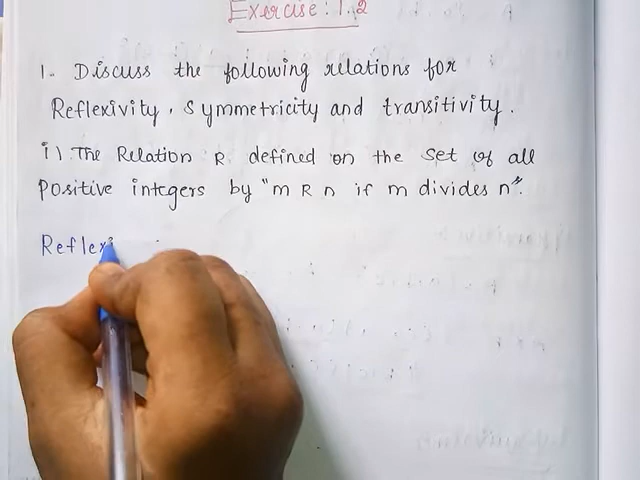 Exercise: 1.2
1. Discuss the following relations for
Reflexivity, Symmetricity and transitivity.
i) The Relation R defined on the set of all
Positive integers by "m R n if m divides n".
Reflexi